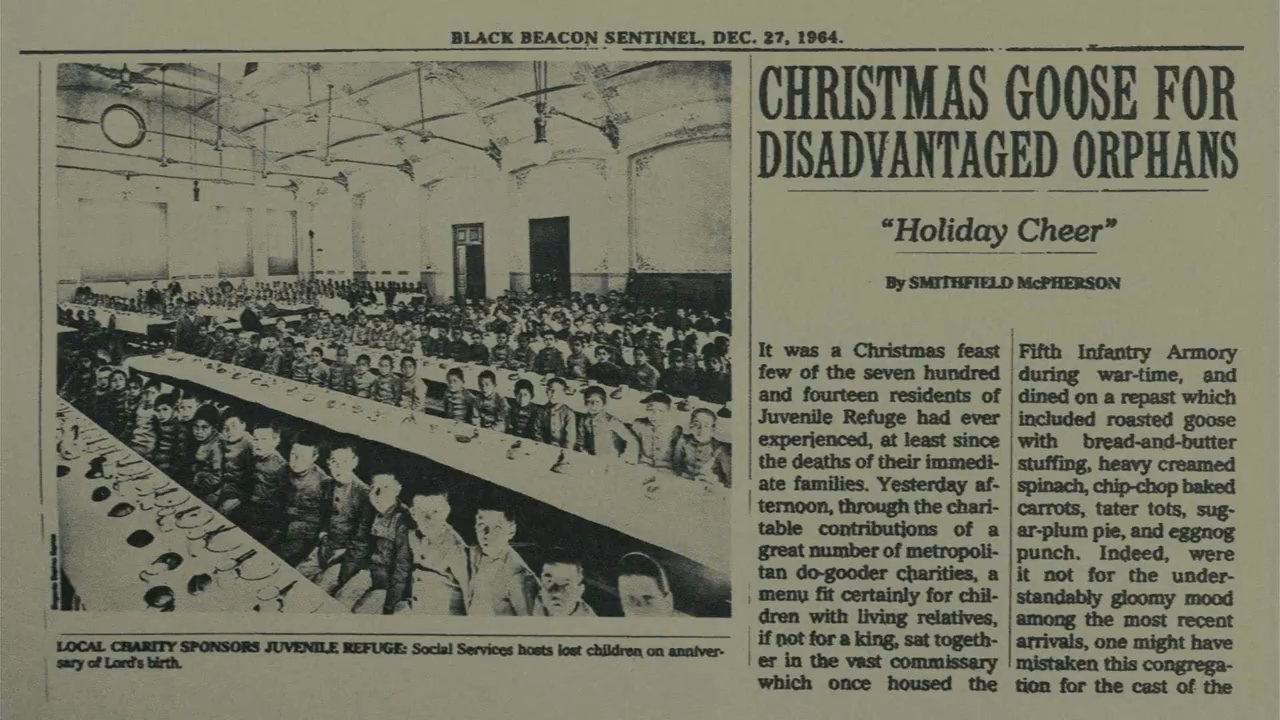 BLACK BEACON SENTINEL, DEC. 27, 1964.
CHRISTMAS GOOSE FOR
DISADVANTAGED ORPHANS
“Holiday Cheer”
By SMITHFIELD McPHERSON
It was a Christmas feast
few of the seven hundred
and fourteen residents of
Juvenile Refuge had ever
experienced, at least since
the deaths of their immedi-
ate families. Yesterday af-
ternoon, through the chari-
table contributions of a
great number of metropoli-
tan do-gooder charities, a
menu fit certainly for chil-
dren with living relatives,
if not for a king, sat togeth-
er in the vast commissary
which once housed the
Fifth Infantry Armory
during war-time, and
dined on a repast which
included roasted goose
with bread-and-butter
stuffing, heavy creamed
spinach, chip-chop baked
carrots, tater tots, sug-
ar-plum pie, and eggnog
punch. Indeed, were
it not for the under-
standably gloomy mood
among the most recent
arrivals, one might have
mistaken this congrega-
tion for the cast of the
LOCAL CHARITY SPONSORS JUVENILE REFUGE: Social Services hosts lost children on anniver-
sary of Lord's birth.